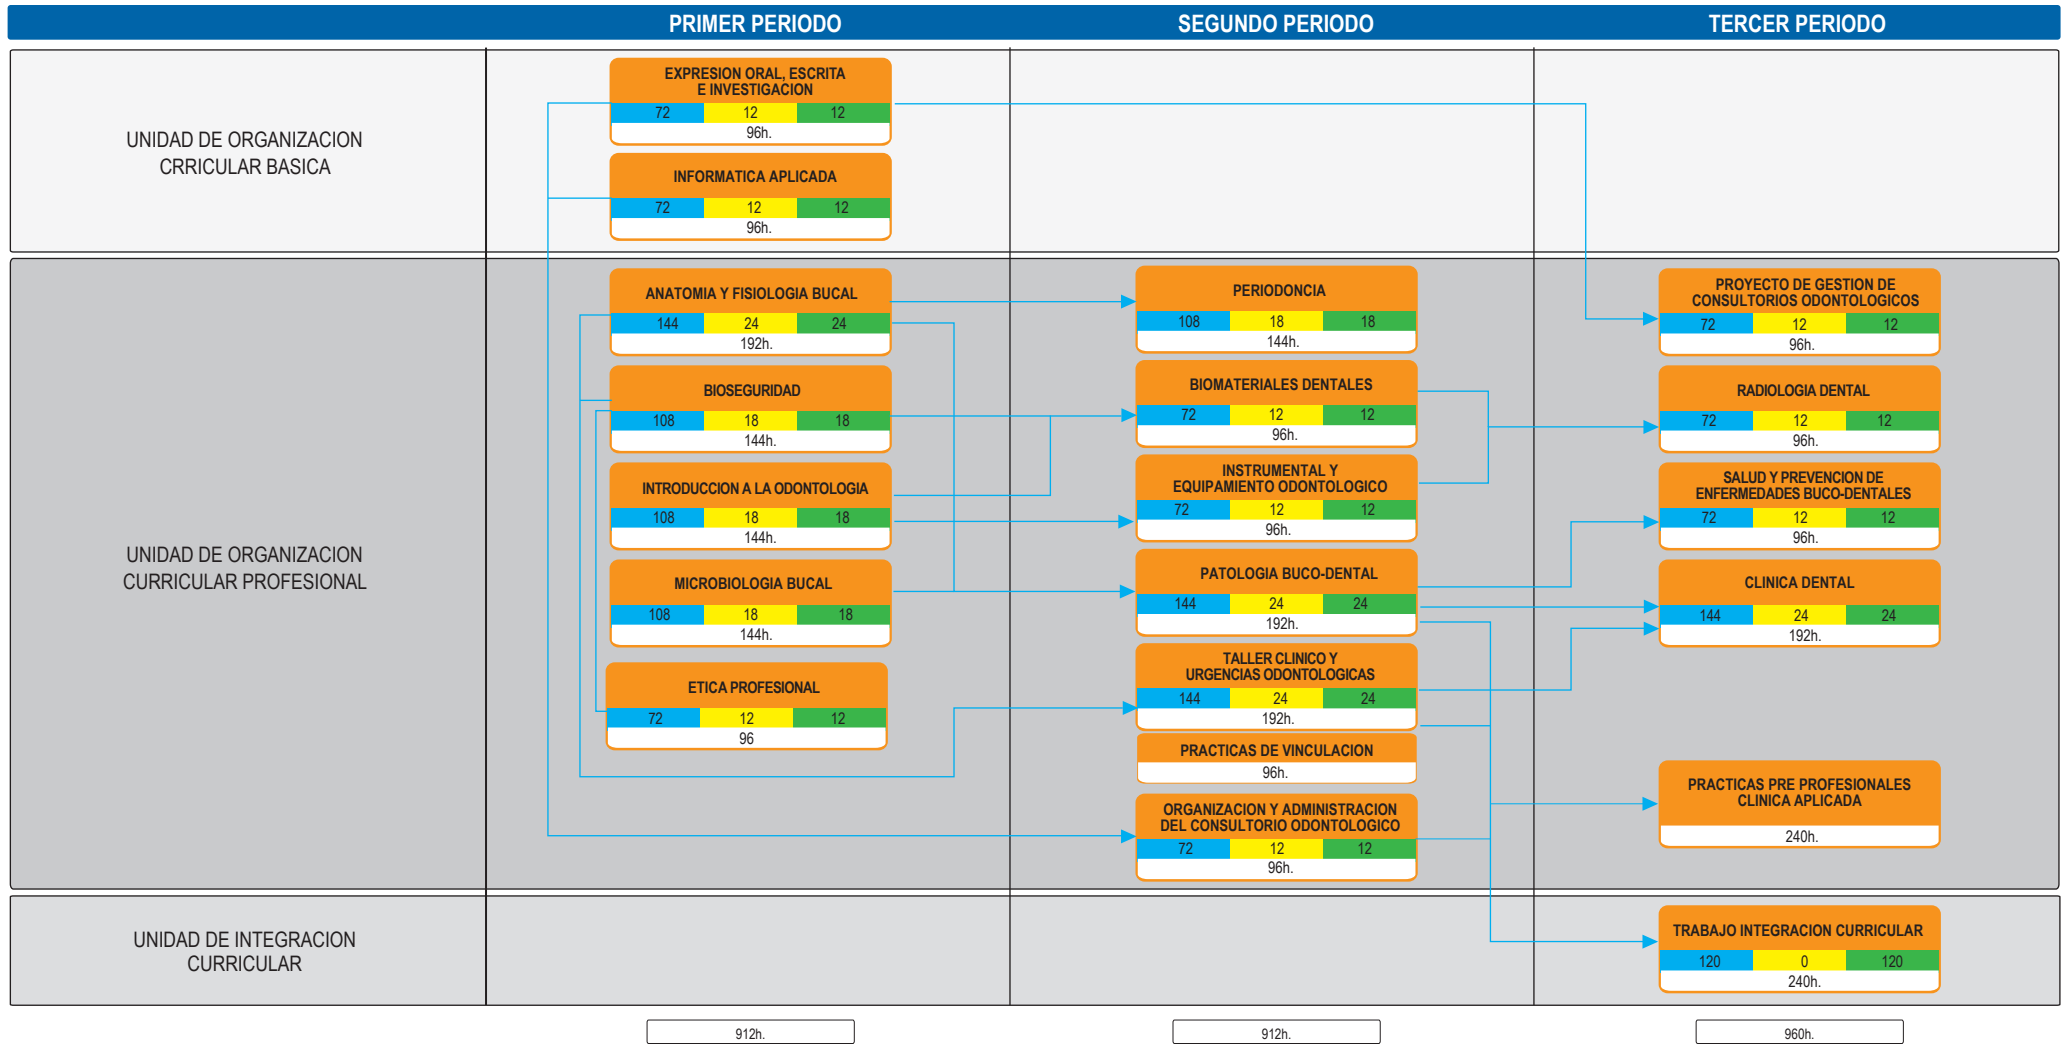 PRIMER PERIODO
SEGUNDO PERIODO
TERCER PERIODO
UNIDAD DE ORGANIZACION
CRRICULAR BASICA
EXPRESION ORAL, ESCRITA
E INVESTIGACION
72 12 12
96h.
INFORMATICA APLICADA
72 12 12
96h.
UNIDAD DE ORGANIZACION
CURRICULAR PROFESIONAL
ANATOMIA Y FISIOLOGIA BUCAL
144 24 24
192h.
BIOSEGURIDAD
108 18 18
144h.
INTRODUCCION A LA ODONTOLOGIA
108 18 18
144h.
MICROBIOLOGIA BUCAL
108 18 18
144h.
ETICA PROFESIONAL
72 12 12
96
PERIODONCIA
108 18 18
144h.
BIOMATERIALES DENTALES
72 12 12
96h.
INSTRUMENTAL Y
EQUIPAMIENTO ODONTOLOGICO
72 12 12
96h.
PATOLOGIA BUCO-DENTAL
144 24 24
192h.
TALLER CLINICO Y
URGENCIAS ODONTOLOGICAS
144 24 24
192h.
PRACTICAS DE VINCULACION
96h.
ORGANIZACION Y ADMINISTRACION
DEL CONSULTORIO ODONTOLOGICO
72 12 12
96h.
PROYECTO DE GESTION DE
CONSULTORIOS ODONTOLOGICOS
72 12 12
96h.
RADIOLOGIA DENTAL
72 12 12
96h.
SALUD Y PREVENCION DE
ENFERMEDADES BUCO-DENTALES
72 12 12
96h.
CLINICA DENTAL
144 24 24
192h.
PRACTICAS PRE PROFESIONALES
CLINICA APLICADA
240h.
UNIDAD DE INTEGRACION
CURRICULAR
TRABAJO INTEGRACION CURRICULAR
120 0 120
240h.
912h.
912h.
960h.